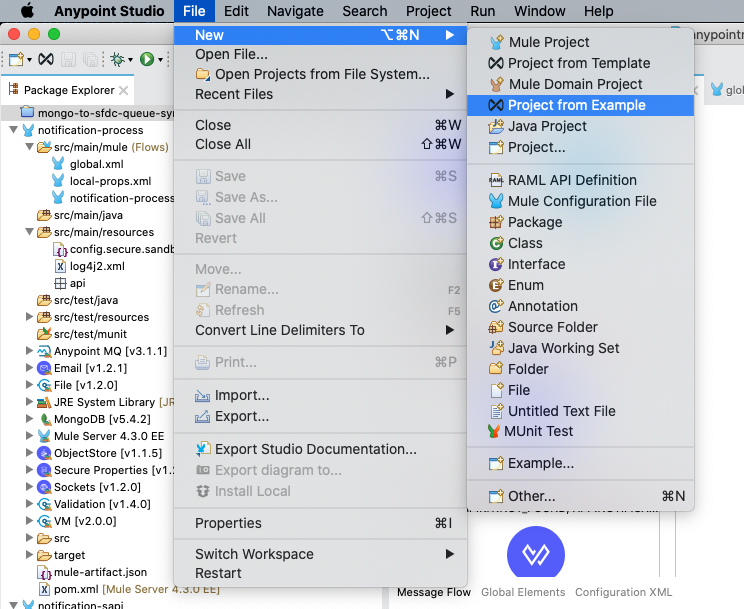 Anypoint Studio File Edit Navigate Search Project Run Window Help
Package Explorer
mongo-to-sfdc-queue-syn
notification-process
src/main/mule (Flows)
global.xml
local-props.xml
notification-process
src/main/java
src/main/resources
config.secure.sandb
log4j2.xml
api
src/test/java
src/test/resources
src/test/munit
Anypoint MQ [v3.1.1]
Email [v1.2.1]
File [v1.2.0]
JRE System Library [JR
MongoDB [v5.4.2]
Mule Server 4.3.0 EE
ObjectStore [v1.1.5]
Secure Properties [v1.2
Sockets [v1.2.0]
Validation [v1.4.0]
VM [v2.0.0]
src
target
mule-artifact.json
pom.xml [Mule Server 4.3.0 EE]
notification-sapi
New ⌥⌘N
Open File...
Open Projects from File System...
Recent Files
Close ⌘W
Close All ⇧⌘W
Save ⌘S
Save As...
Save All ⇧⌘S
Revert
Move...
Rename... F2
Refresh F5
Convert Line Delimiters To
Print... ⌘P
Import...
Export...
Export Studio Documentation...
Export diagram to...
Install Local
Properties ⌘I
Switch Workspace
Restart
Mule Project
Project from Template
Mule Domain Project
Project from Example
Java Project
Project...
RAML RAML API Definition
Mule Configuration File
Package
Class
Interface
Enum
Annotation
Source Folder
Java Working Set
Folder
File
Untitled Text File
MUnit Test
Example...
Other... ⌘N
anypointr
glob
Message Flow Global Elements Configuration XML